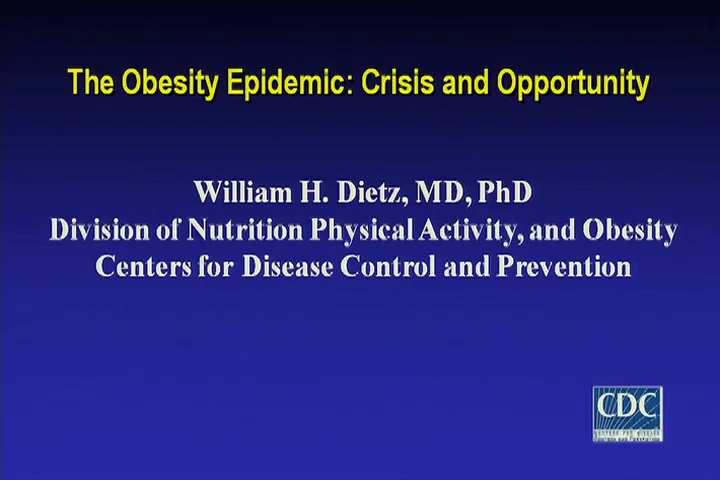 The Obesity Epidemic: Crisis and Opportunity
William H. Dietz, MD, PhD
Division of Nutrition Physical Activity, and Obesity
Centers for Disease Control and Prevention
CDC